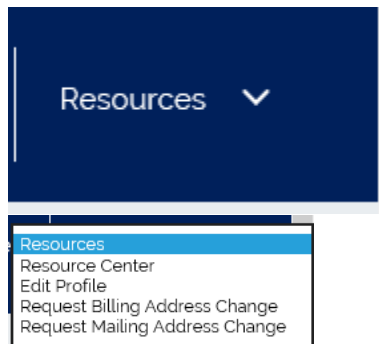 Resources
Resources
Resource Center
Edit Profile
Request Billing Address Change
Request Mailing Address Change